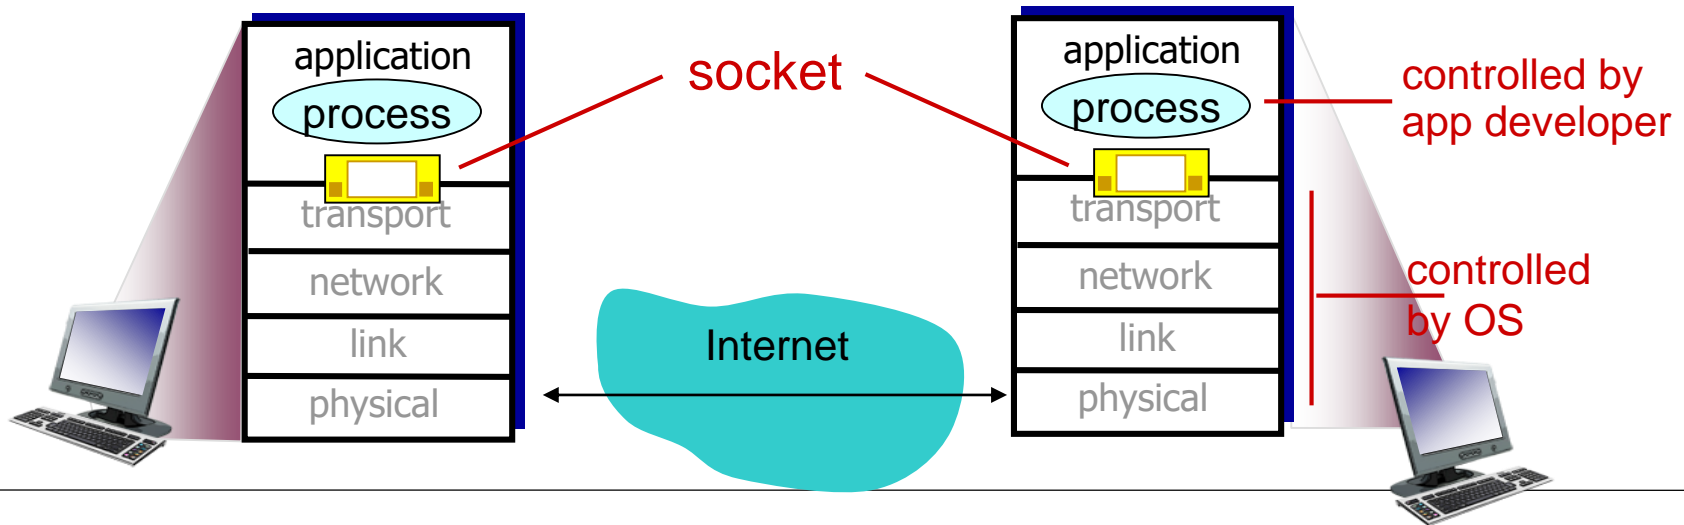 application
process
transport
network
link
physical
socket
Internet
application
process
transport
network
link
physical
controlled by
app developer
controlled
by OS